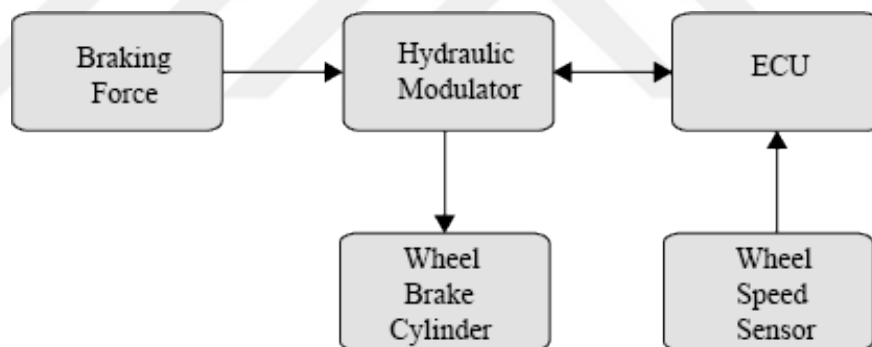 Braking
Force
Hydraulic
Modulator
ECU
Wheel
Brake
Cylinder
Wheel
Speed
Sensor